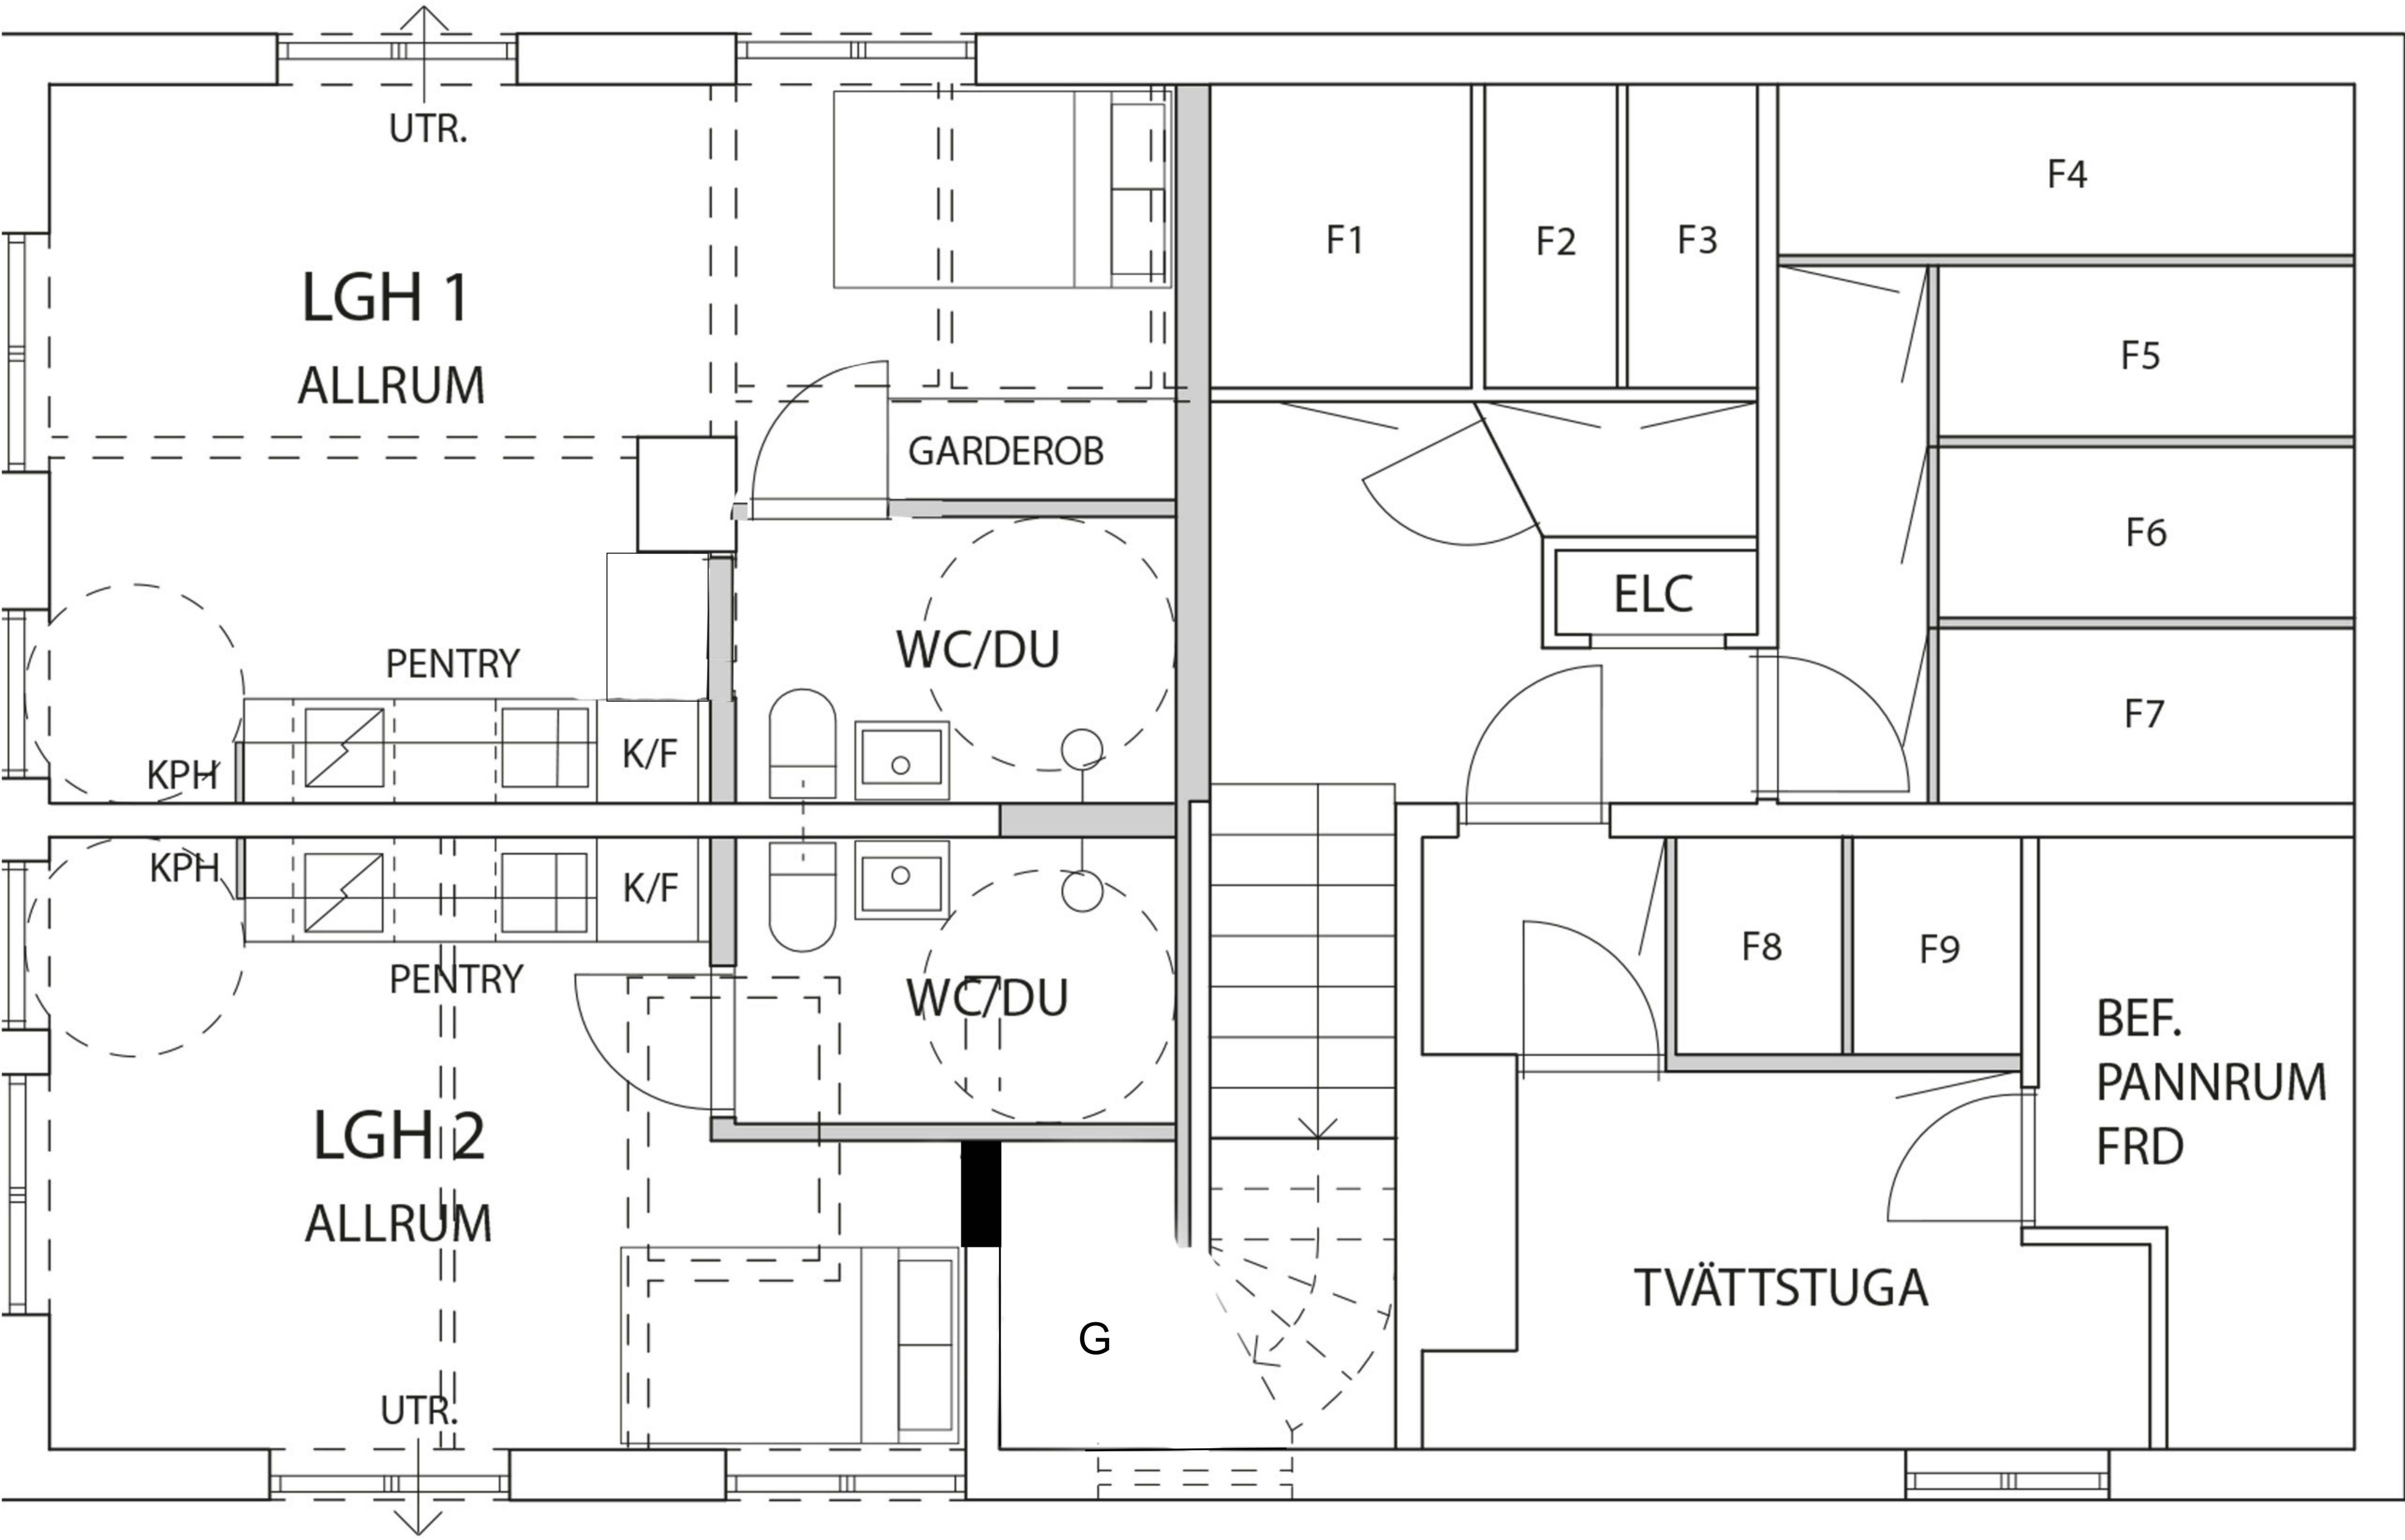 UTR.
LGH 1
ALLRUM
F1
F2
F3
F4
F5
F6
F7
GARDEROB
ELC
WC/DU
PENTRY
K/F
KPH
KPH
K/F
PENTRY
WC/DU
LGH 2
ALLRUM
UTR.
G
F8
F9
BEF.
PANNRUM
FRD
TVÄTTSTUGA